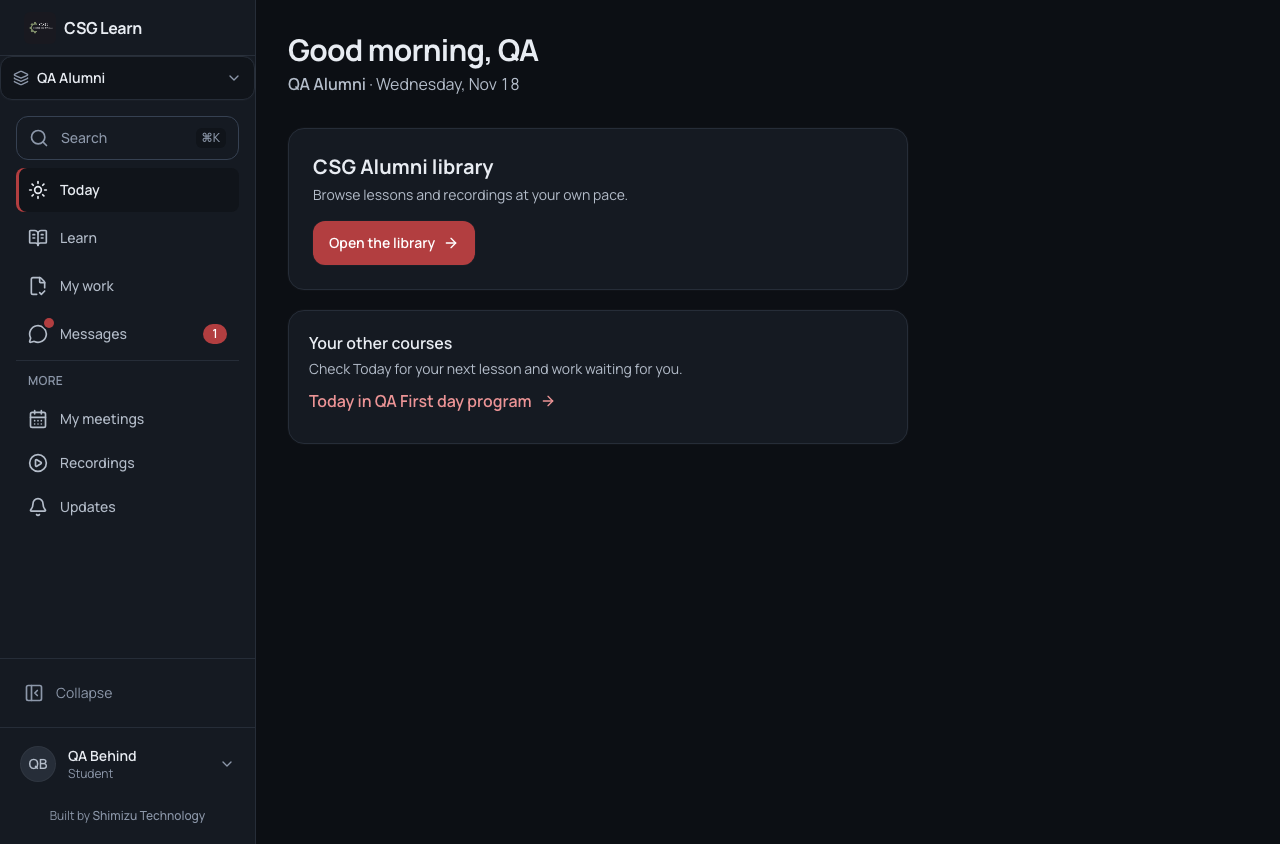 CSG Learn
QA Alumni
Search ⌘K
Today
Learn
My work
Messages 1
MORE
My meetings
Recordings
Updates
Collapse
QB
QA Behind
Student
Built by Shimizu Technology
Good morning, QA
QA Alumni · Wednesday, Nov 18
CSG Alumni library
Browse lessons and recordings at your own pace.
Open the library →
Your other courses
Check Today for your next lesson and work waiting for you.
Today in QA First day program →